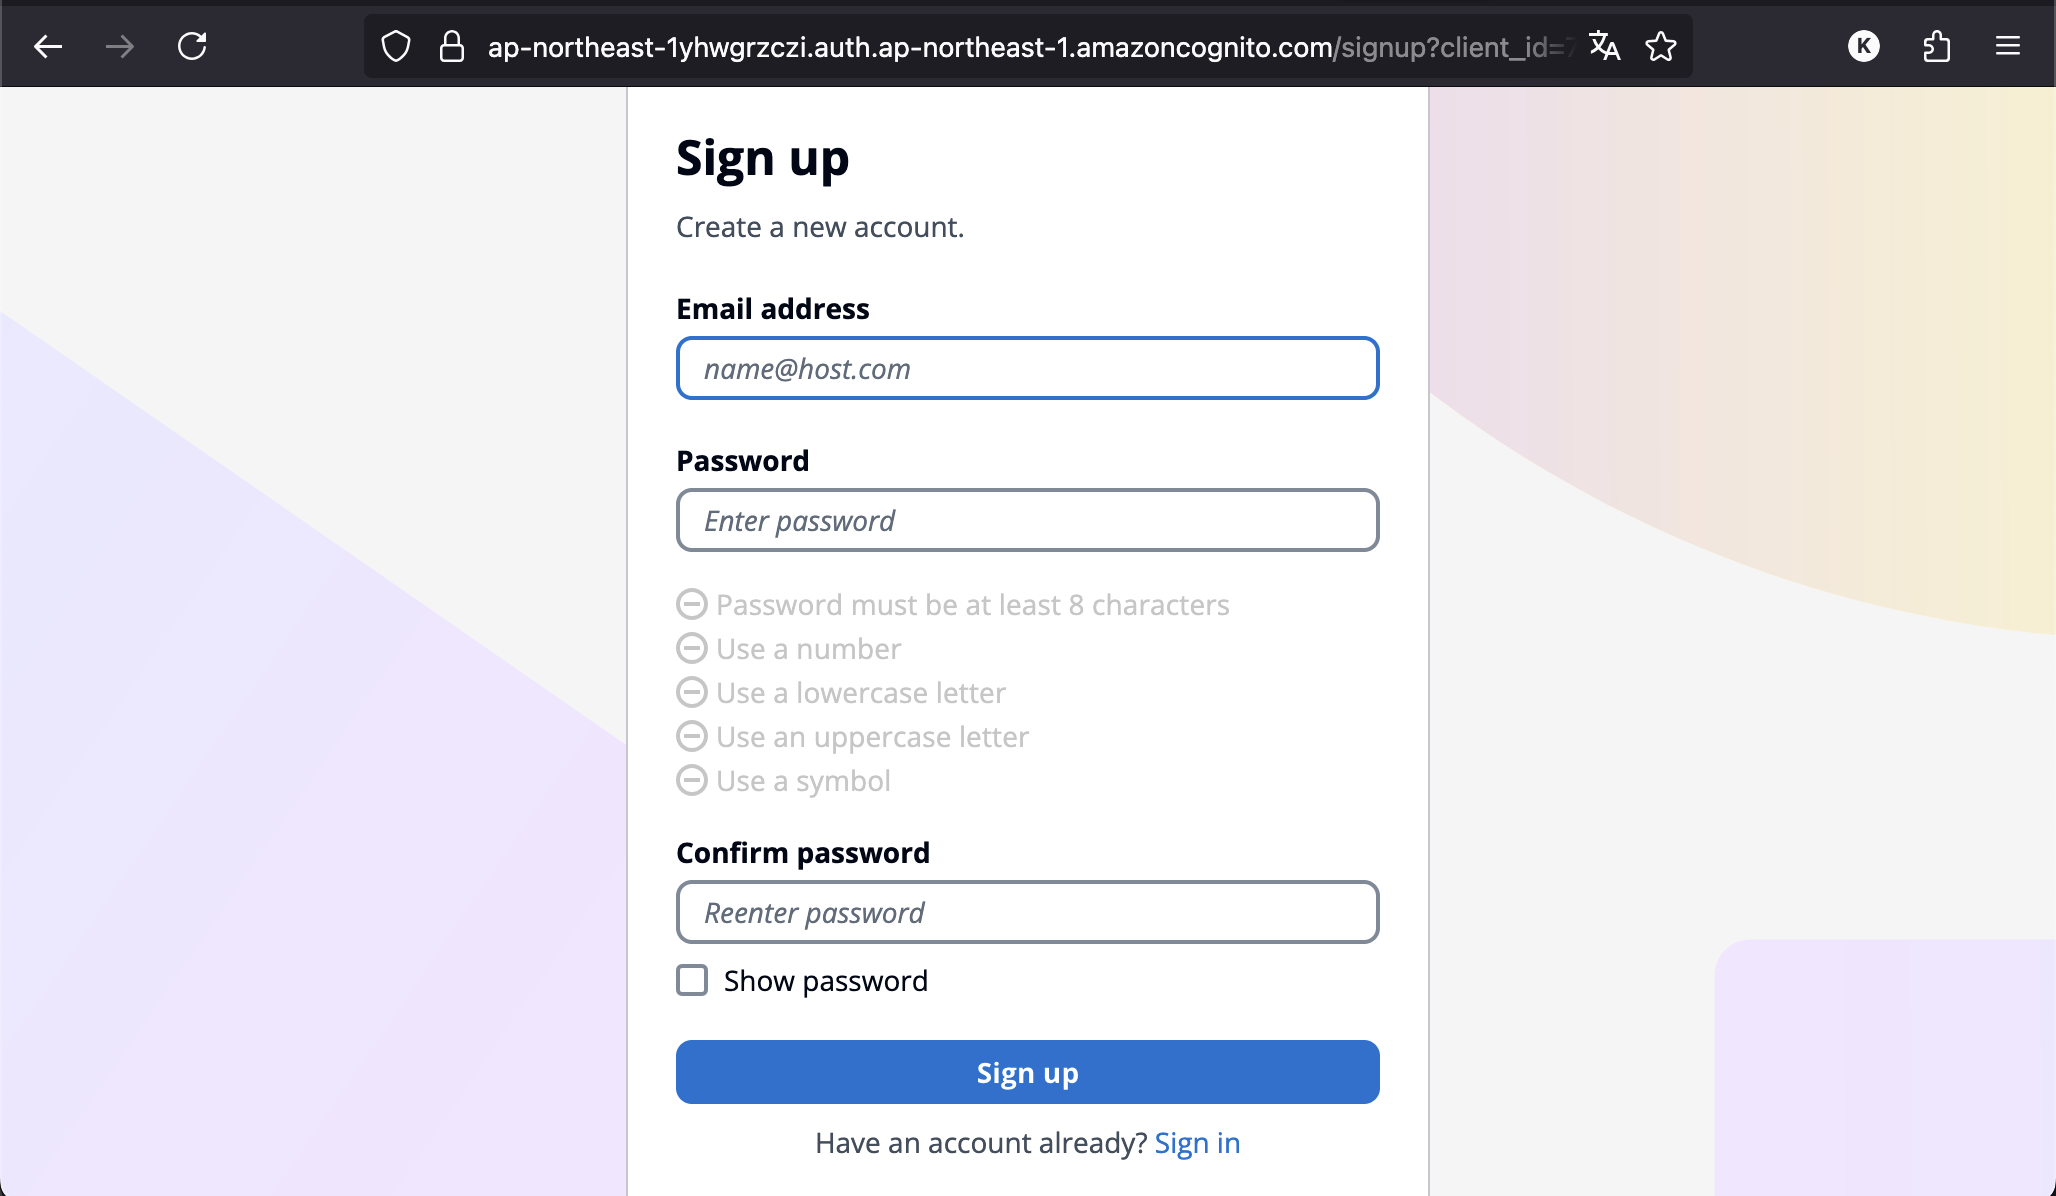 ap-northeast-1yhwgrzczi.auth.ap-northeast-1.amazoncognito.com/signup?client_id=
K
Sign up
Create a new account.
Email address
name@host.com
Password
Enter password
Password must be at least 8 characters
Use a number
Use a lowercase letter
Use an uppercase letter
Use a symbol
Confirm password
Reenter password
Show password
Sign up
Have an account already? Sign in